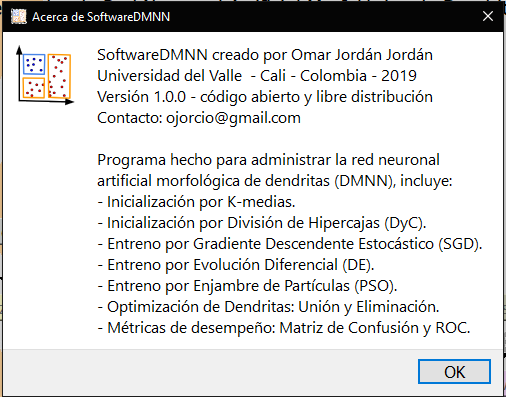 Acerca de SoftwareDMNN
SoftwareDMNN creado por Omar Jordán Jordán
Universidad del Valle - Cali - Colombia - 2019
Versión 1.0.0 - código abierto y libre distribución
Contacto: ojorcio@gmail.com
Programa hecho para administrar la red neuronal
artificial morfológica de dendritas (DMNN), incluye:
- Inicialización por K-medias.
- Inicialización por División de Hipercajas (DyC).
- Entreno por Gradiente Descendente Estocástico (SGD).
- Entreno por Evolución Diferencial (DE).
- Entreno por Enjambre de Partículas (PSO).
- Optimización de Dendritas: Unión y Eliminación.
- Métricas de desempeño: Matriz de Confusión y ROC.
OK